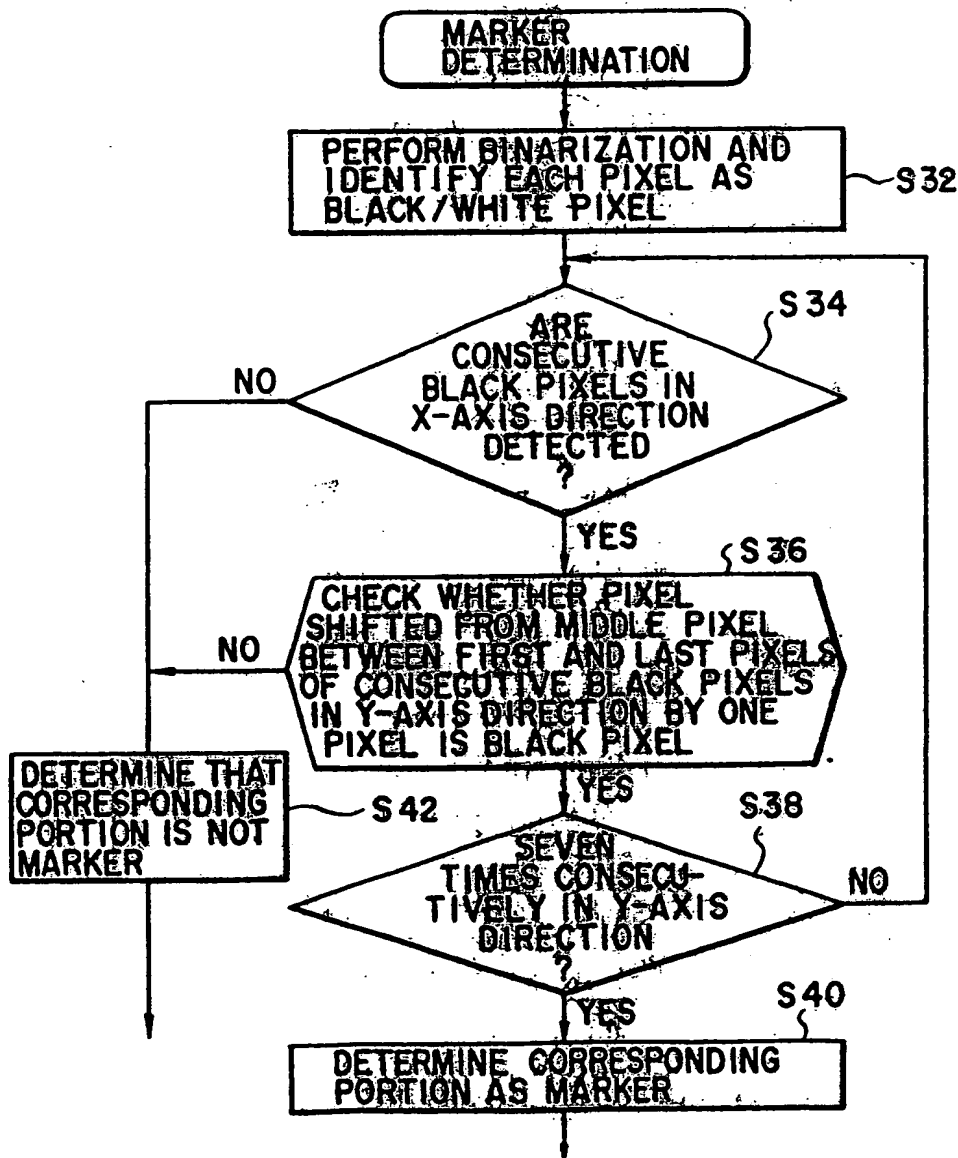 MARKER
DETERMINATION
PERFORM BINARIZATION AND
IDENTIFY EACH PIXEL AS
BLACK/WHITE PIXEL
S32
S34
ARE
CONSECUTIVE
BLACK PIXELS IN
X-AXIS DIRECTION
DETECTED
?
NO
YES
S36
CHECK WHETHER PIXEL
SHIFTED FROM MIDDLE PIXEL
BETWEEN FIRST AND LAST PIXELS
OF CONSECUTIVE BLACK PIXELS
IN Y-AXIS DIRECTION BY ONE
PIXEL IS BLACK PIXEL
NO
YES
DETERMINE THAT
CORRESPONDING
PORTION IS NOT
MARKER
S42
S38
SEVEN
TIMES CONSECU-
TIVELY IN Y-AXIS
DIRECTION
?
NO
YES
S40
DETERMINE CORRESPONDING
PORTION AS MARKER